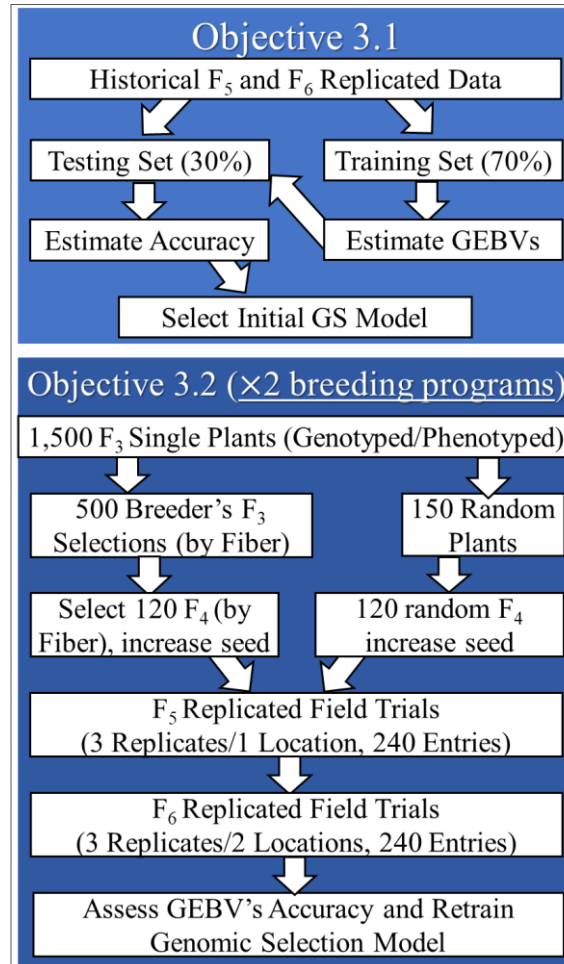 Objective 3.1
Historical F₅ and F₆ Replicated Data
Testing Set (30%)
Training Set (70%)
Estimate Accuracy
Estimate GEBVs
Select Initial GS Model
Objective 3.2 (×2 breeding programs)
1,500 F₃ Single Plants (Genotyped/Phenotyped)
500 Breeder’s F₃
Selections (by Fiber)
150 Random
Plants
Select 120 F₄ (by
Fiber), increase seed
120 random F₄
increase seed
F₅ Replicated Field Trials
(3 Replicates/1 Location, 240 Entries)
F₆ Replicated Field Trials
(3 Replicates/2 Locations, 240 Entries)
Assess GEBV’s Accuracy and Retrain
Genomic Selection Model